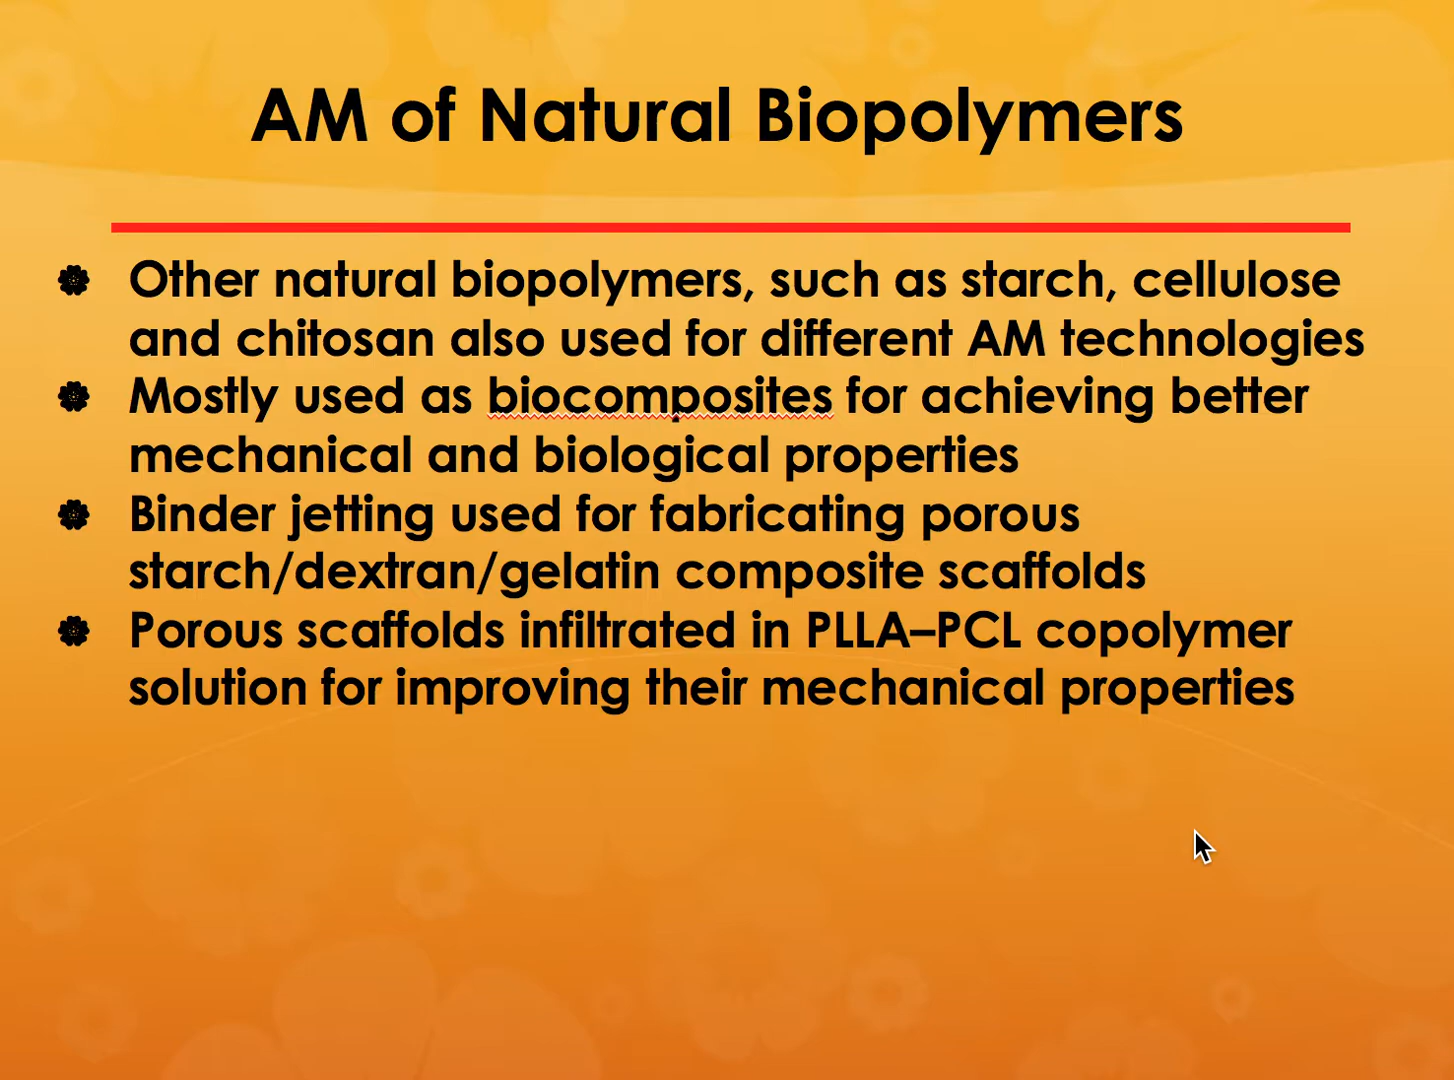 AM of Natural Biopolymers
Other natural biopolymers, such as starch, cellulose
and chitosan also used for different AM technologies
Mostly used as biocomposites for achieving better
mechanical and biological properties
Binder jetting used for fabricating porous
starch/dextran/gelatin composite scaffolds
Porous scaffolds infiltrated in PLLA–PCL copolymer
solution for improving their mechanical properties